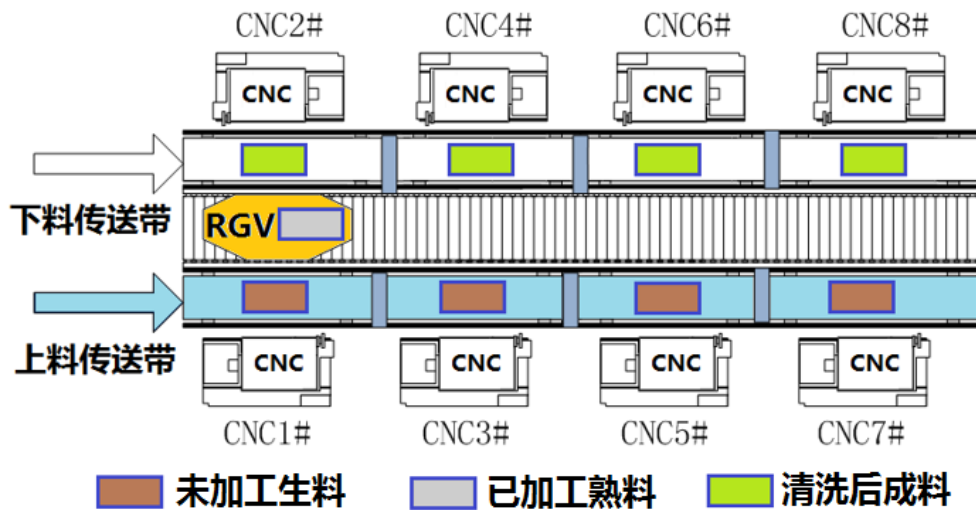 CNC2# CNC4# CNC6# CNC8#
CNC CNC CNC CNC
下料传送带
RGV
上料传送带
CNC CNC CNC CNC
CNC1# CNC3# CNC5# CNC7#
未加工生料 已加工熟料 清洗后成料